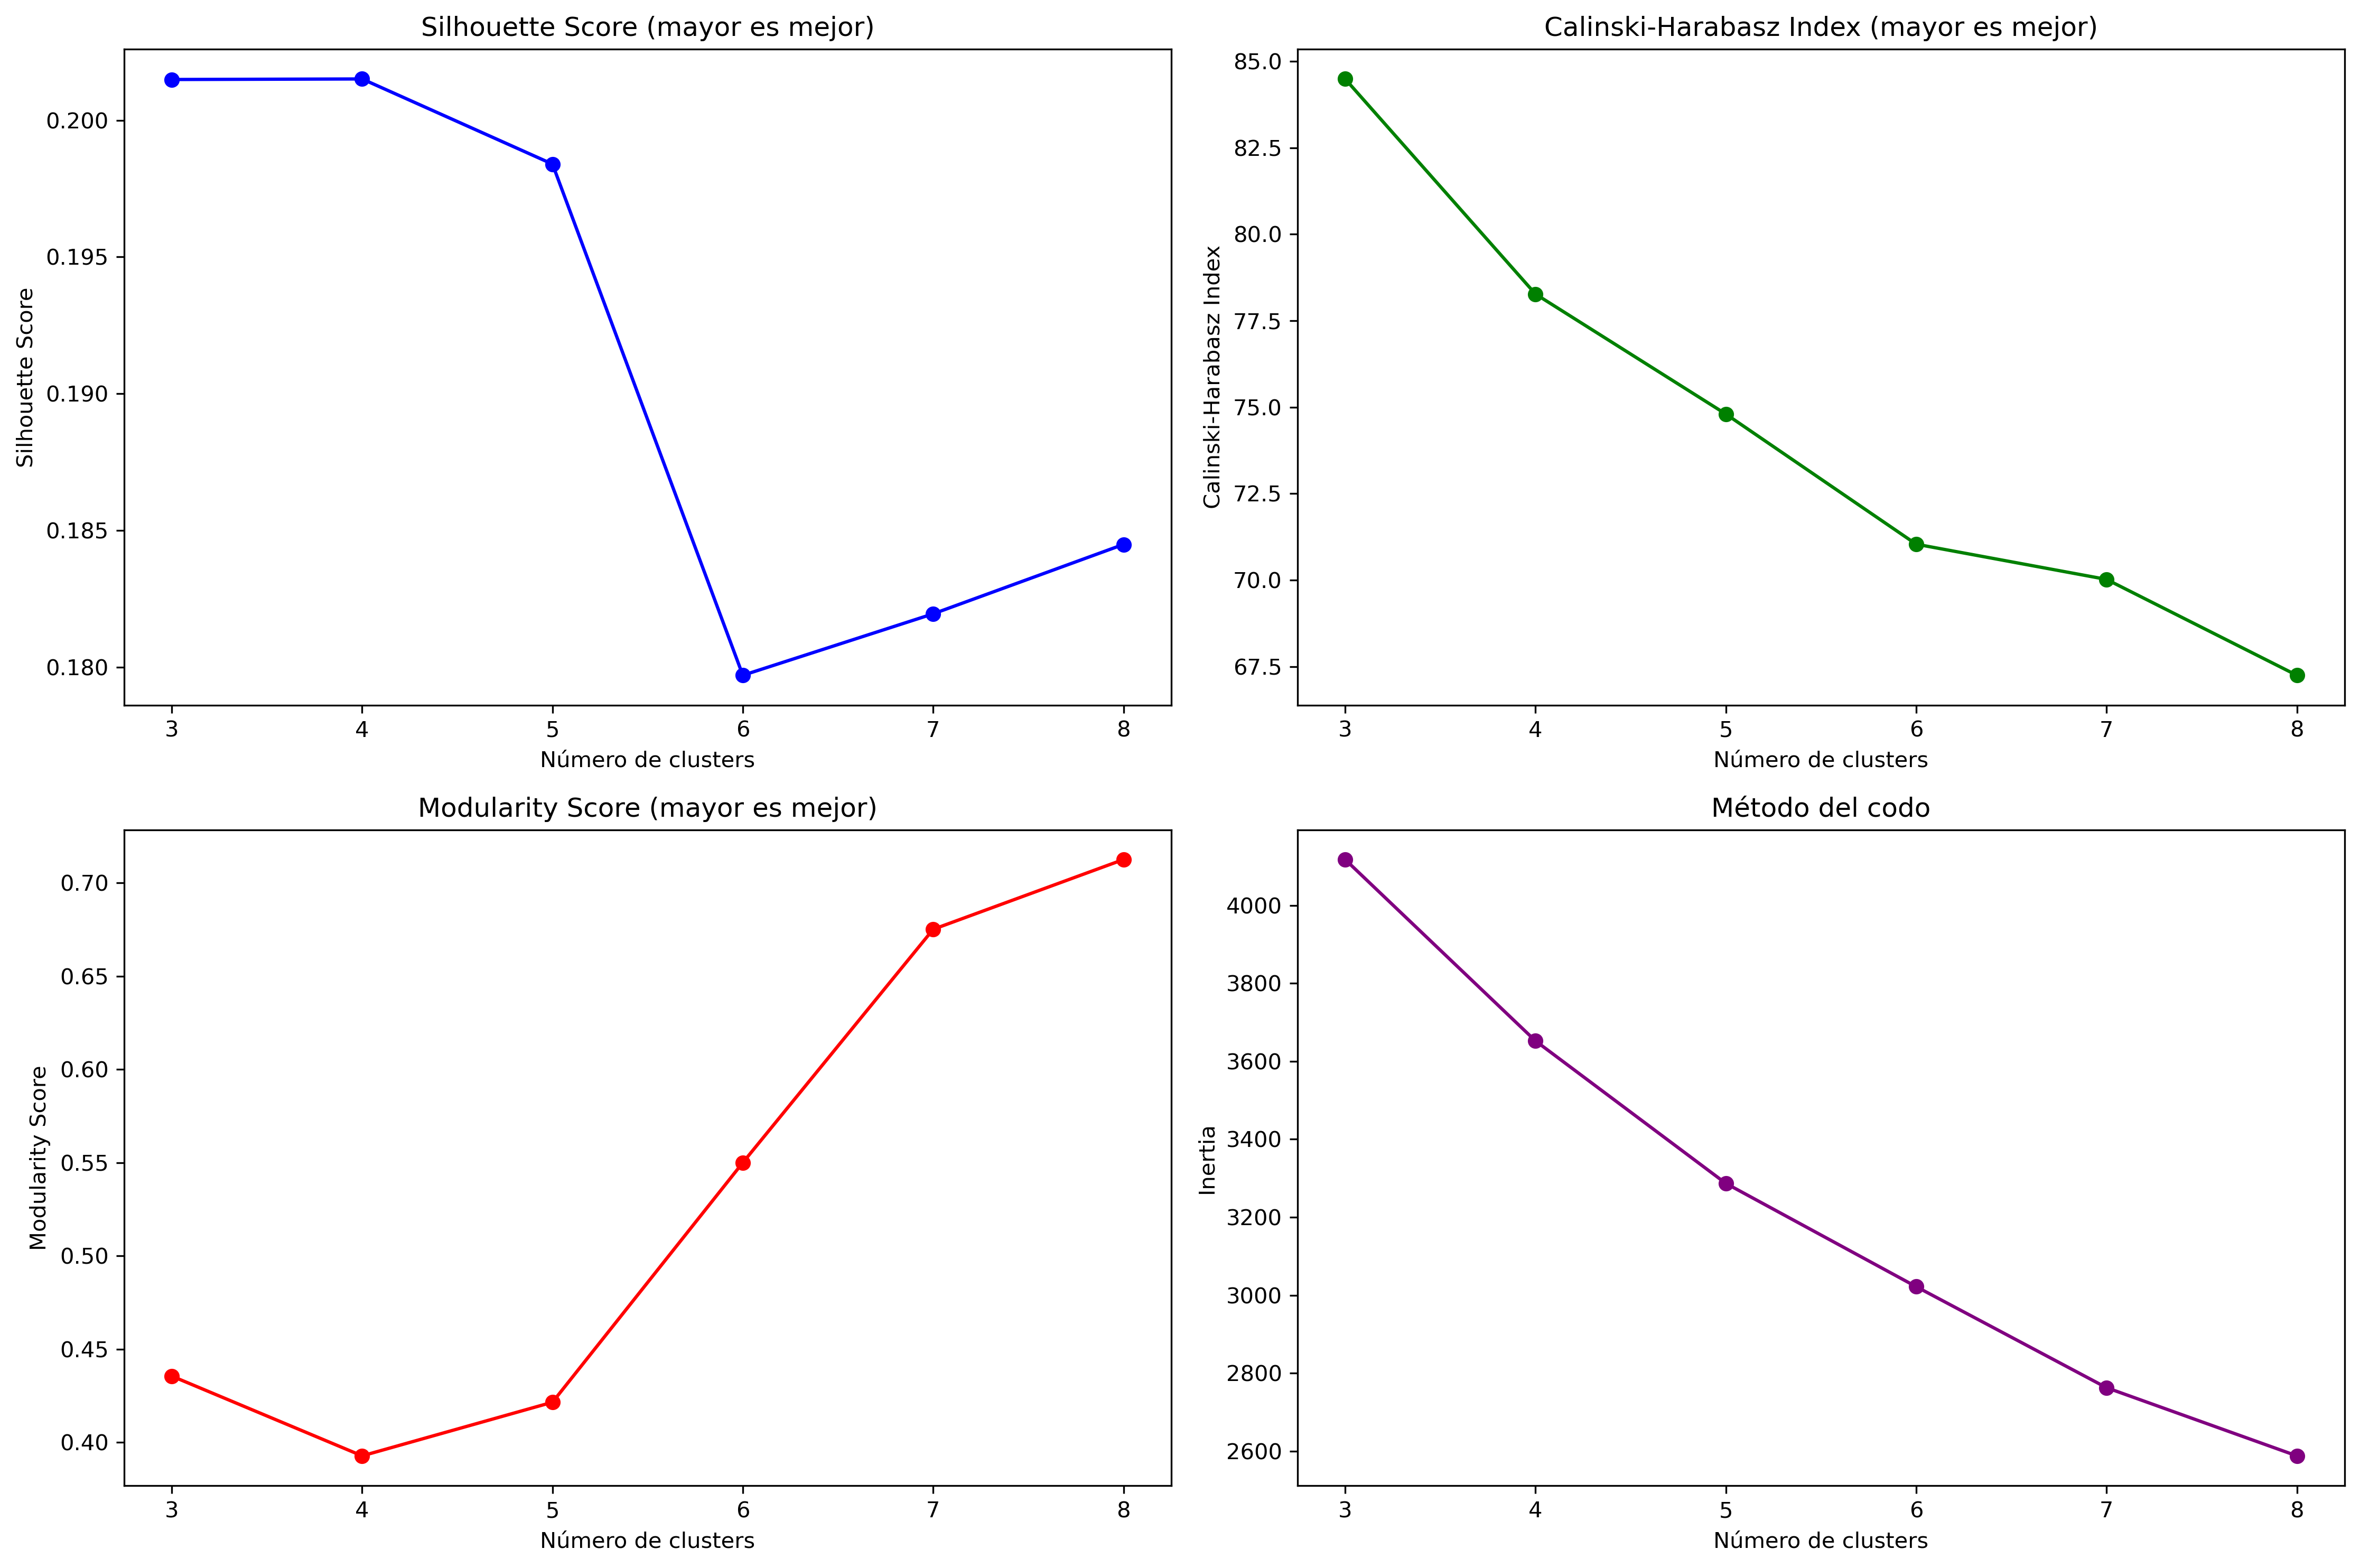 Silhouette Score (mayor es mejor)
Silhouette Score
0.200
0.195
0.190
0.185
0.180
3 4 5 6 7 8
Número de clusters
Calinski-Harabasz Index (mayor es mejor)
Calinski-Harabasz Index
85.0
82.5
80.0
77.5
75.0
72.5
70.0
67.5
3 4 5 6 7 8
Número de clusters
Modularity Score (mayor es mejor)
Modularity Score
0.70
0.65
0.60
0.55
0.50
0.45
0.40
3 4 5 6 7 8
Número de clusters
Método del codo
Inertia
4000
3800
3600
3400
3200
3000
2800
2600
3 4 5 6 7 8
Número de clusters